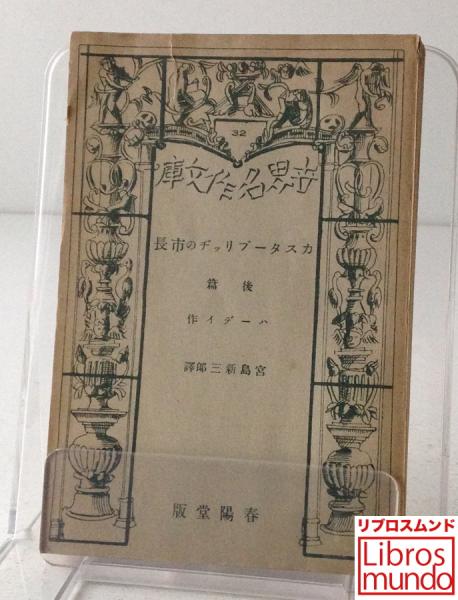 32
世界名作文庫
カスターブリッヂの市長
後篇
ハーデイ作
宮島新三郎譯
春陽堂版
リブロスムンド
Libros
mundo